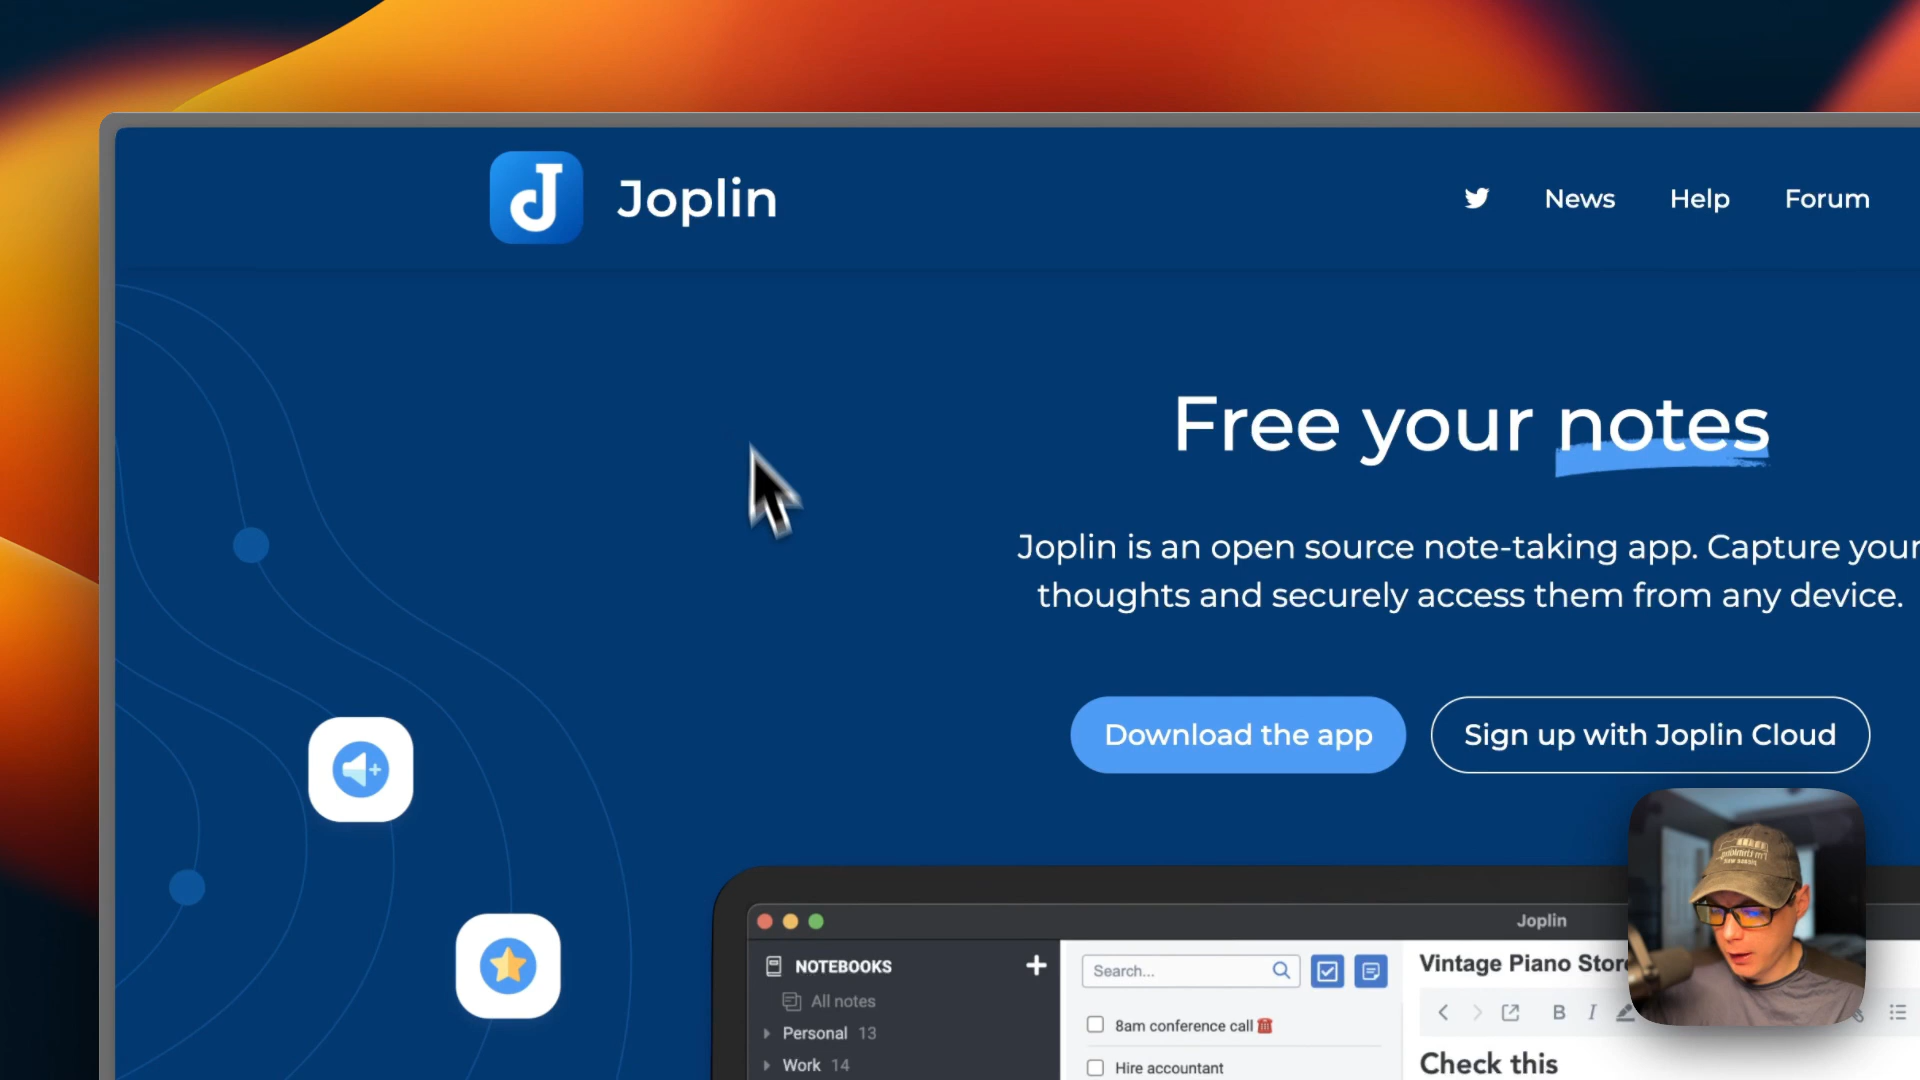 Joplin
News
Help
Forum
Free your notes
Joplin is an open source note-taking app. Capture your
thoughts and securely access them from any device.
Download the app
Sign up with Joplin Cloud
Joplin
NOTEBOOKS
All notes
Personal 13
Work 14
Search...
8am conference call
Hire accountant
Vintage Piano Store
B I
Check this